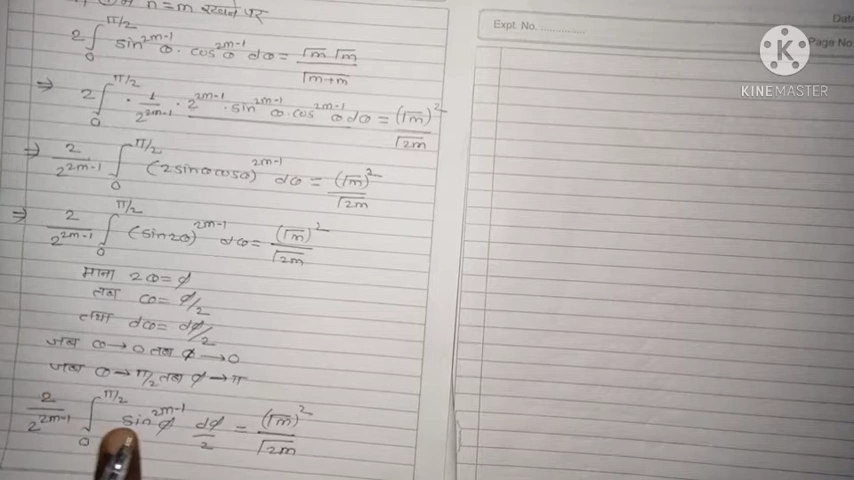 में n=m रखने पर
2∫₀^π/2 sin^2m-1 θ · cos^2m-1 θ dθ = Γm Γm / Γm+m
⇒ 2∫₀^π/2 · 1/2^2m-1 · 2^2m-1 · sin^2m-1 θ · cos^2m-1 θ dθ = (Γm)² / Γ2m
⇒ 2/2^2m-1 ∫₀^π/2 (2sinθcosθ)^2m-1 dθ = (Γm)² / Γ2m
⇒ 2/2^2m-1 ∫₀^π/2 (sin2θ)^2m-1 dθ = (Γm)² / Γ2m
माना 2θ = φ
तब θ = φ/2
तथा dθ = dφ/2
जब θ→0 तब φ→0
जब θ→π/2 तब φ→π
2/2^2m-1 ∫₀^π/2 sin^2m-1 φ dφ/2 = (Γm)² / Γ2m
Expt. No. ..............
Date
Page No.
K
KINEMASTER